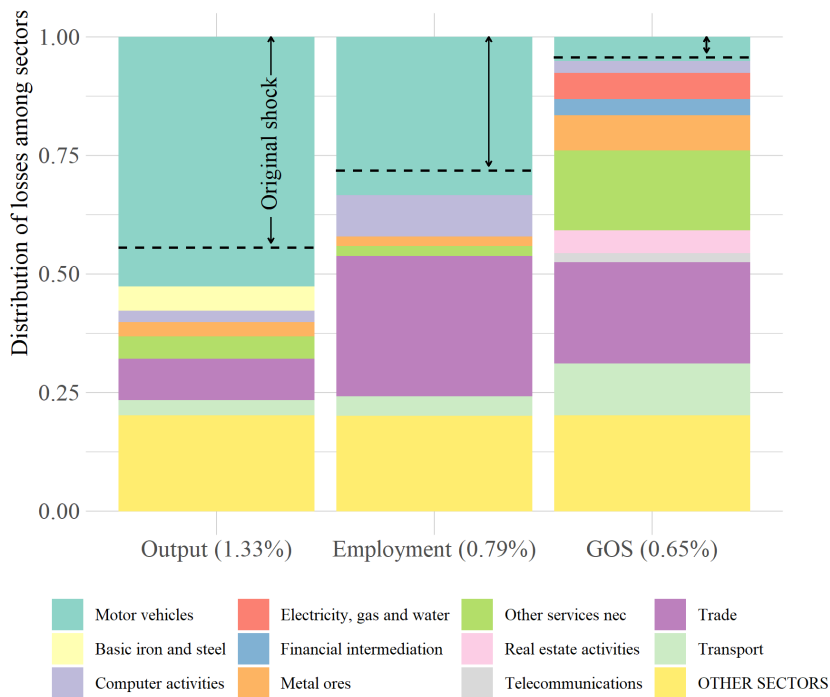 Distribution of losses among sectors
1.00
0.75
0.50
0.25
0.00
Original shock
Output (1.33%)
Employment (0.79%)
GOS (0.65%)
Motor vehicles
Electricity, gas and water
Other services nec
Trade
Basic iron and steel
Financial intermediation
Real estate activities
Transport
Computer activities
Metal ores
Telecommunications
OTHER SECTORS